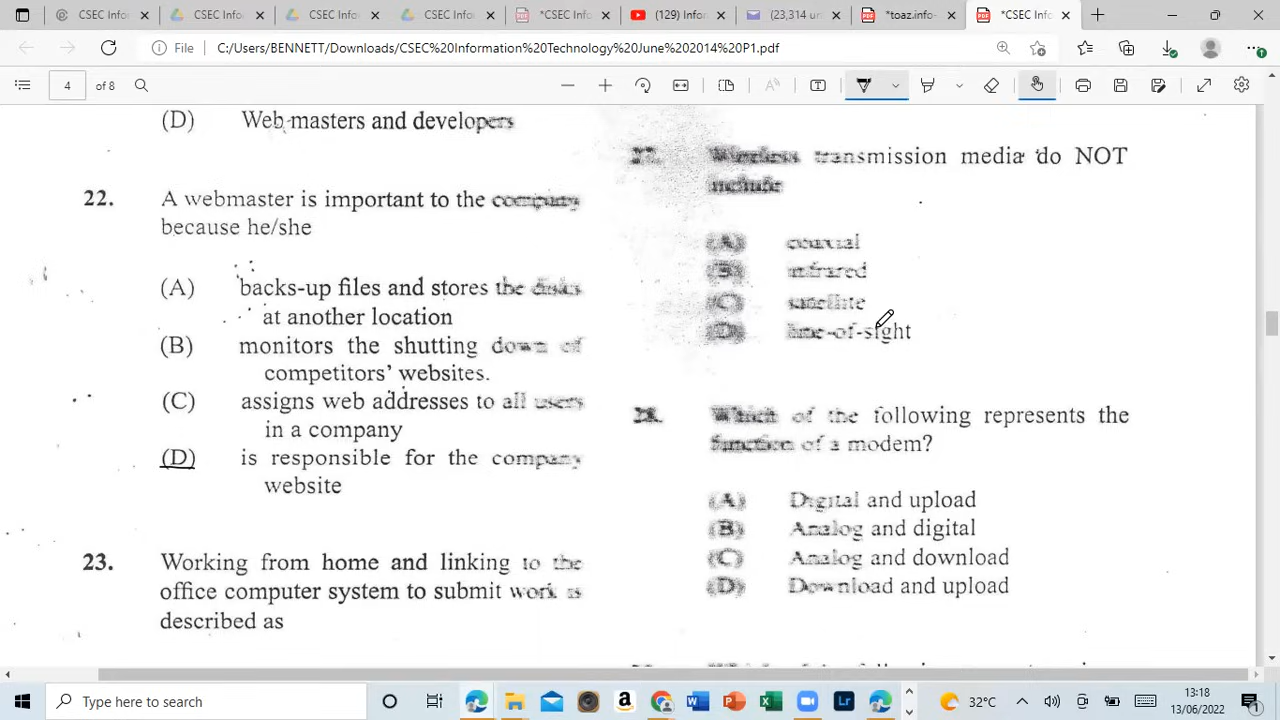 CSEC Info
CSEC Info
CSEC Info
*CSEC Info
(129) Infor
(23,314 un
*toaz.info-
*CSEC Info
File
C:/Users/BENNETT/Downloads/CSEC%20Information%20Technology%20June%202014%20P1.pdf
4 of 8
(D) Web masters and developers
22. A webmaster is important to the company
because he/she
(A) backs-up files and stores the disks
at another location
(B) monitors the shutting down of
competitors' websites.
(C) assigns web addresses to all users
in a company
(D) is responsible for the company
website
23. Working from home and linking to the
office computer system to submit work is
described as
27. Wireless transmission media do NOT
include
(A) coaxial
(B) infrared
(C) satellite
(D) line-of-sight
28. Which of the following represents the
function of a modem?
(A) Digital and upload
(B) Analog and digital
(C) Analog and download
(D) Download and upload
Type here to search
32°C
13:18
13/06/2022